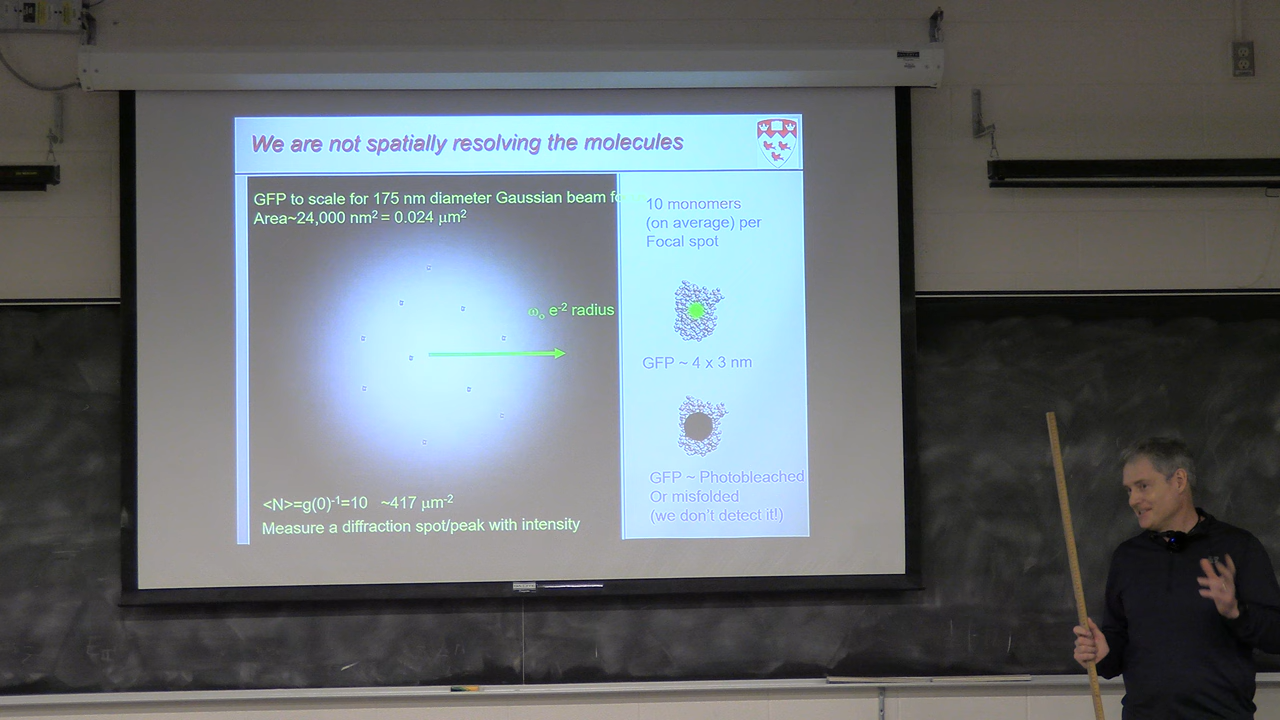 We are not spatially resolving the molecules
GFP to scale for 175 nm diameter Gaussian beam fo
Area~24,000 nm² = 0.024 μm²
ω₀ e⁻² radius
<N>=g(0)⁻¹=10 ~417 μm⁻²
Measure a diffraction spot/peak with intensity
10 monomers
(on average) per
Focal spot
GFP ~ 4 x 3 nm
GFP ~ Photobleached
Or misfolded
(we don't detect it!)